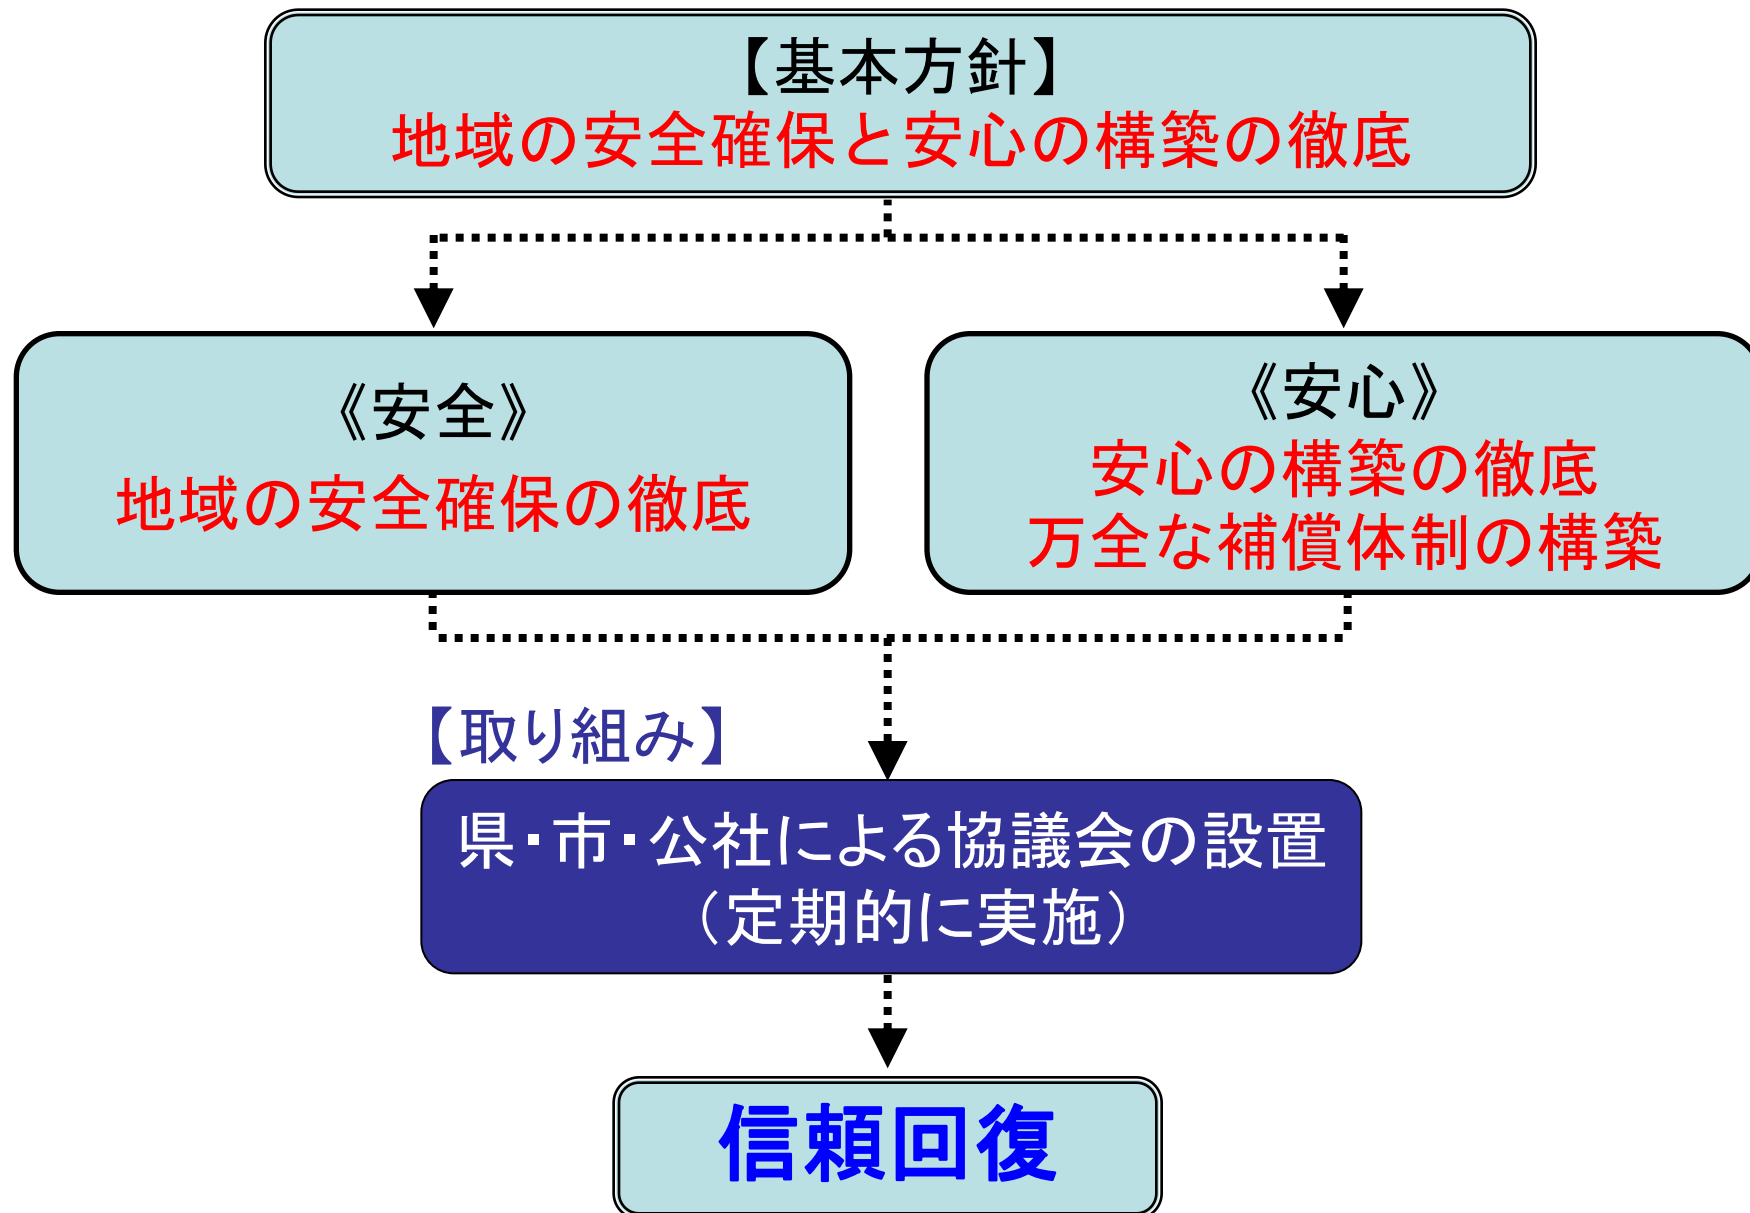 【基本方針】
地域の安全確保と安心の構築の徹底
《安全》
地域の安全確保の徹底
《安心》
安心の構築の徹底
万全な補償体制の構築
【取り組み】
県・市・公社による協議会の設置
（定期的に実施）
信頼回復